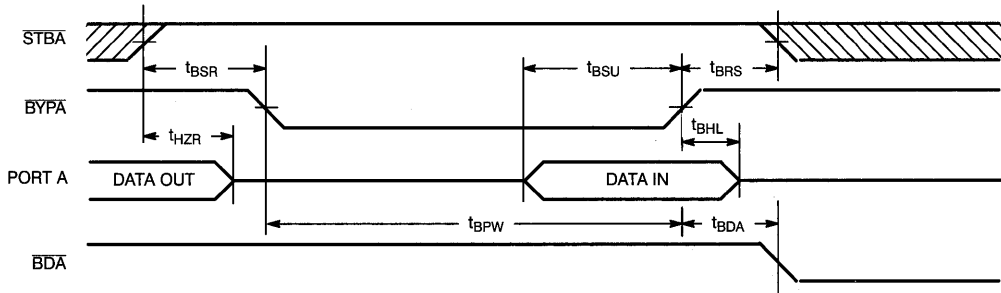 STBA
tBSR
tBSU
tBRS
BYPA
tHZR
tBHL
PORT A
DATA OUT
DATA IN
tBPW
tBDA
BDA